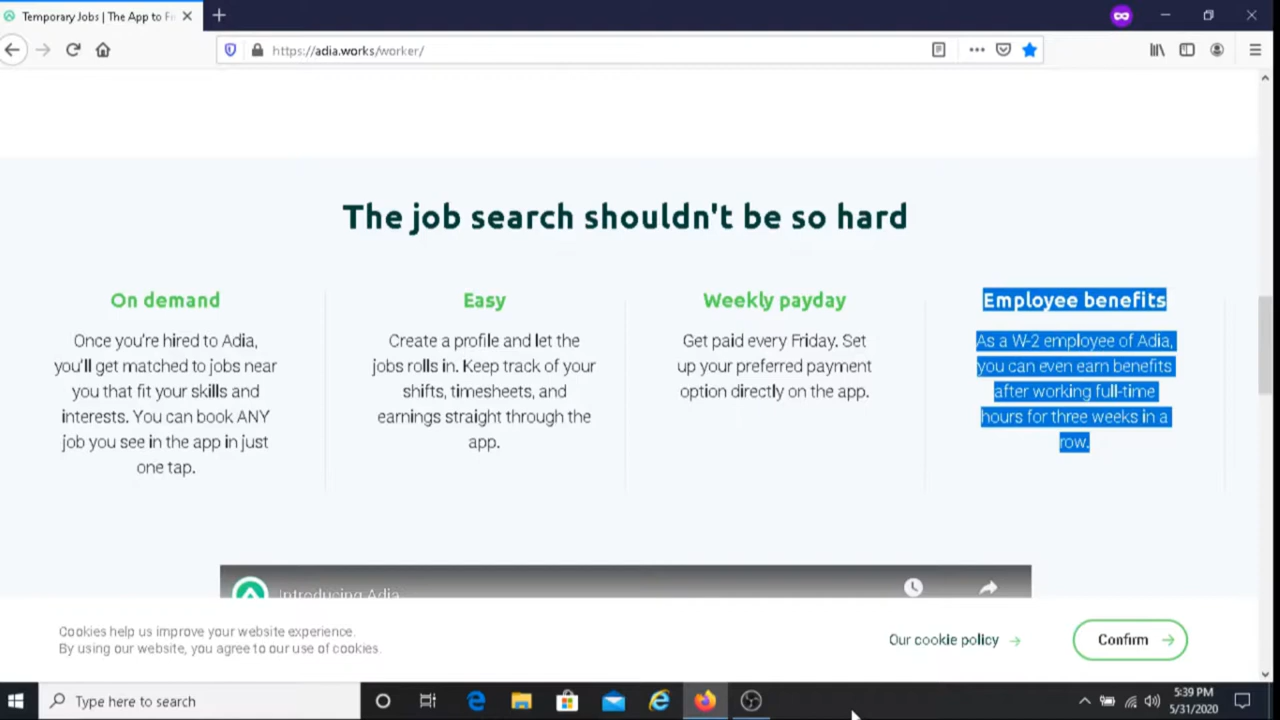 Temporary Jobs | The App to Fi
https://adia.works/worker/
The job search shouldn't be so hard
On demand
Once you're hired to Adia,
you'll get matched to jobs near
you that fit your skills and
interests. You can book ANY
job you see in the app in just
one tap.
Easy
Create a profile and let the
jobs rolls in. Keep track of your
shifts, timesheets, and
earnings straight through the
app.
Weekly payday
Get paid every Friday. Set
up your preferred payment
option directly on the app.
Employee benefits
As a W-2 employee of Adia,
you can even earn benefits
after working full-time
hours for three weeks in a
row.
Introducing Adia
Cookies help us improve your website experience.
By using our website, you agree to our use of cookies.
Our cookie policy
Confirm
Type here to search
5:39 PM
5/31/2020